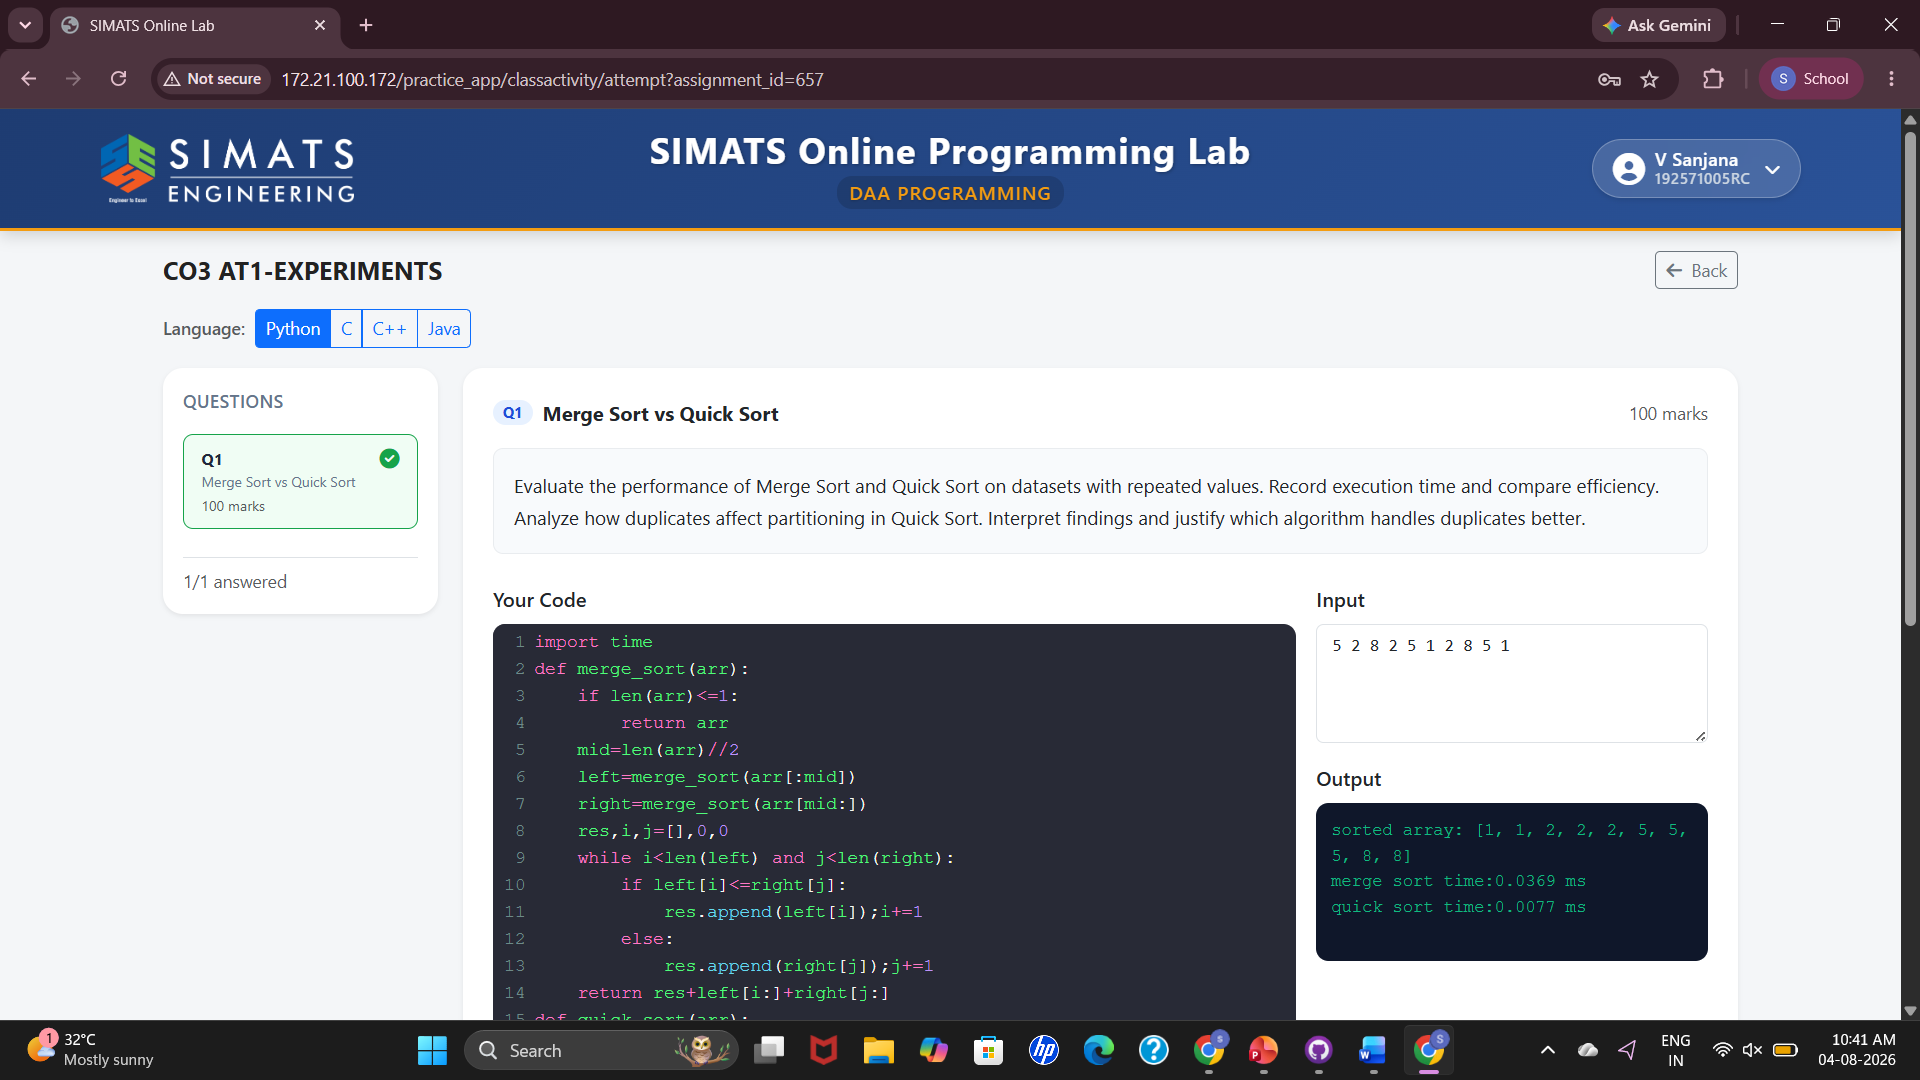 SIMATS Online Lab
Ask Gemini
Not secure
172.21.100.172/practice_app/classactivity/attempt?assignment_id=657
S
School
SIMATS
ENGINEERING
Engineer to Excel
SIMATS Online Programming Lab
DAA PROGRAMMING
V Sanjana
192571005RC
CO3 AT1-EXPERIMENTS
Back
Language:
Python
C
C++
Java
QUESTIONS
Q1
Merge Sort vs Quick Sort
100 marks
1/1 answered
Q1 Merge Sort vs Quick Sort
100 marks
Evaluate the performance of Merge Sort and Quick Sort on datasets with repeated values. Record execution time and compare efficiency.
Analyze how duplicates affect partitioning in Quick Sort. Interpret findings and justify which algorithm handles duplicates better.
Your Code
1 import time
2 def merge_sort(arr):
3     if len(arr)<=1:
4         return arr
5     mid=len(arr)//2
6     left=merge_sort(arr[:mid])
7     right=merge_sort(arr[mid:])
8     res,i,j=[],0,0
9     while i<len(left) and j<len(right):
10         if left[i]<=right[j]:
11             res.append(left[i]);i+=1
12         else:
13             res.append(right[j]);j+=1
14     return res+left[i:]+right[j:]
15 def quick_sort(arr):
Input
5 2 8 2 5 1 2 8 5 1
Output
sorted array: [1, 1, 2, 2, 2, 5, 5,
5, 8, 8]
merge sort time:0.0369 ms
quick sort time:0.0077 ms
1
32°C
Mostly sunny
Search
hp
?
S
P
W
S
ENG
IN
10:41 AM
04-08-2026